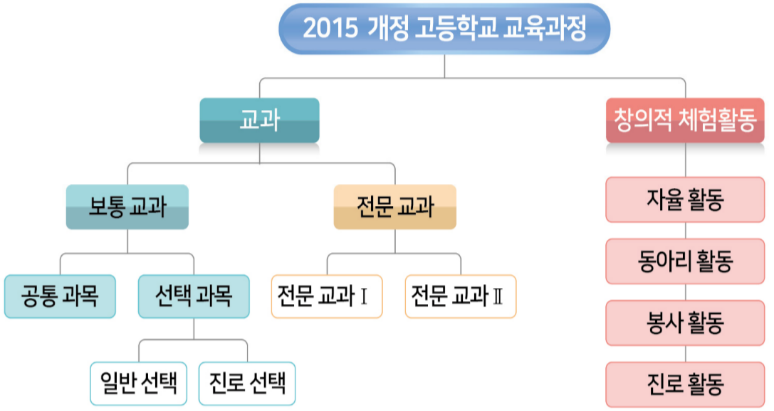 2015 개정 고등학교 교육과정
교과
창의적 체험활동
보통 교과
전문 교과
자율 활동
동아리 활동
공통 과목
선택 과목
전문 교과Ⅰ
전문 교과Ⅱ
봉사 활동
일반 선택
진로 선택
진로 활동